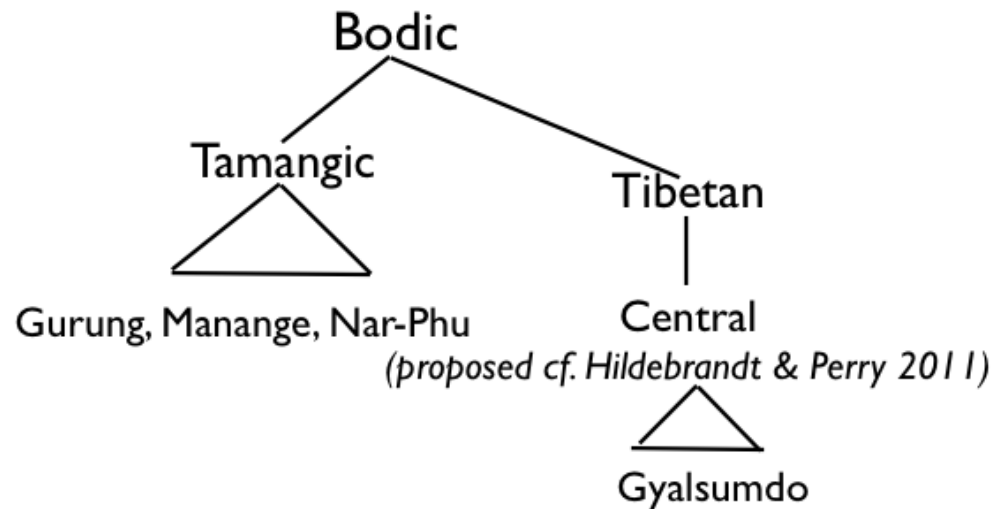 Bodic
Tamangic
Tibetan
Gurung, Manange, Nar-Phu
Central
(proposed cf. Hildebrandt & Perry 2011)
Gyalsumdo